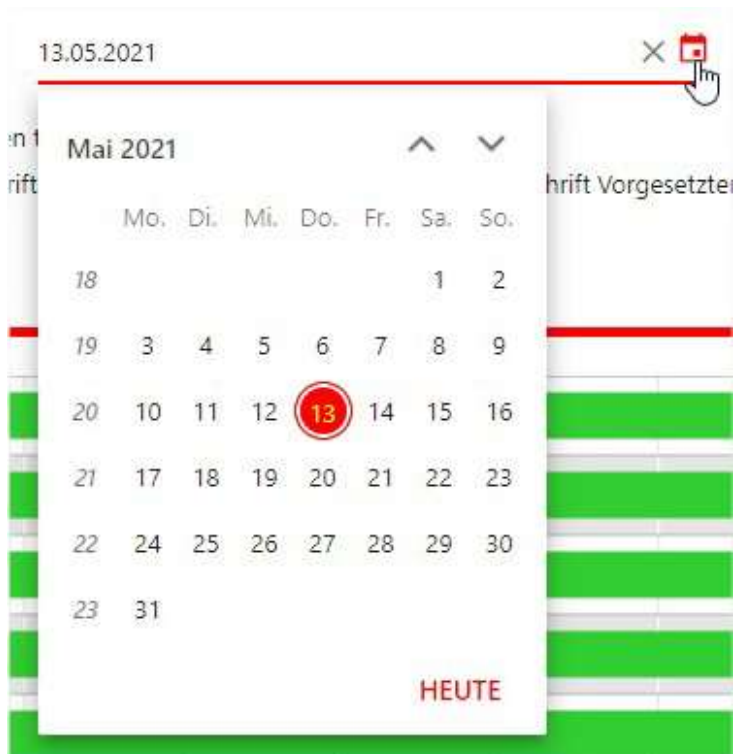 13.05.2021
Mai 2021
hrift Vorgesetzter
Mo. Di. Mi. Do. Fr. Sa. So.
18 1 2
19 3 4 5 6 7 8 9
20 10 11 12 13 14 15 16
21 17 18 19 20 21 22 23
22 24 25 26 27 28 29 30
23 31
HEUTE